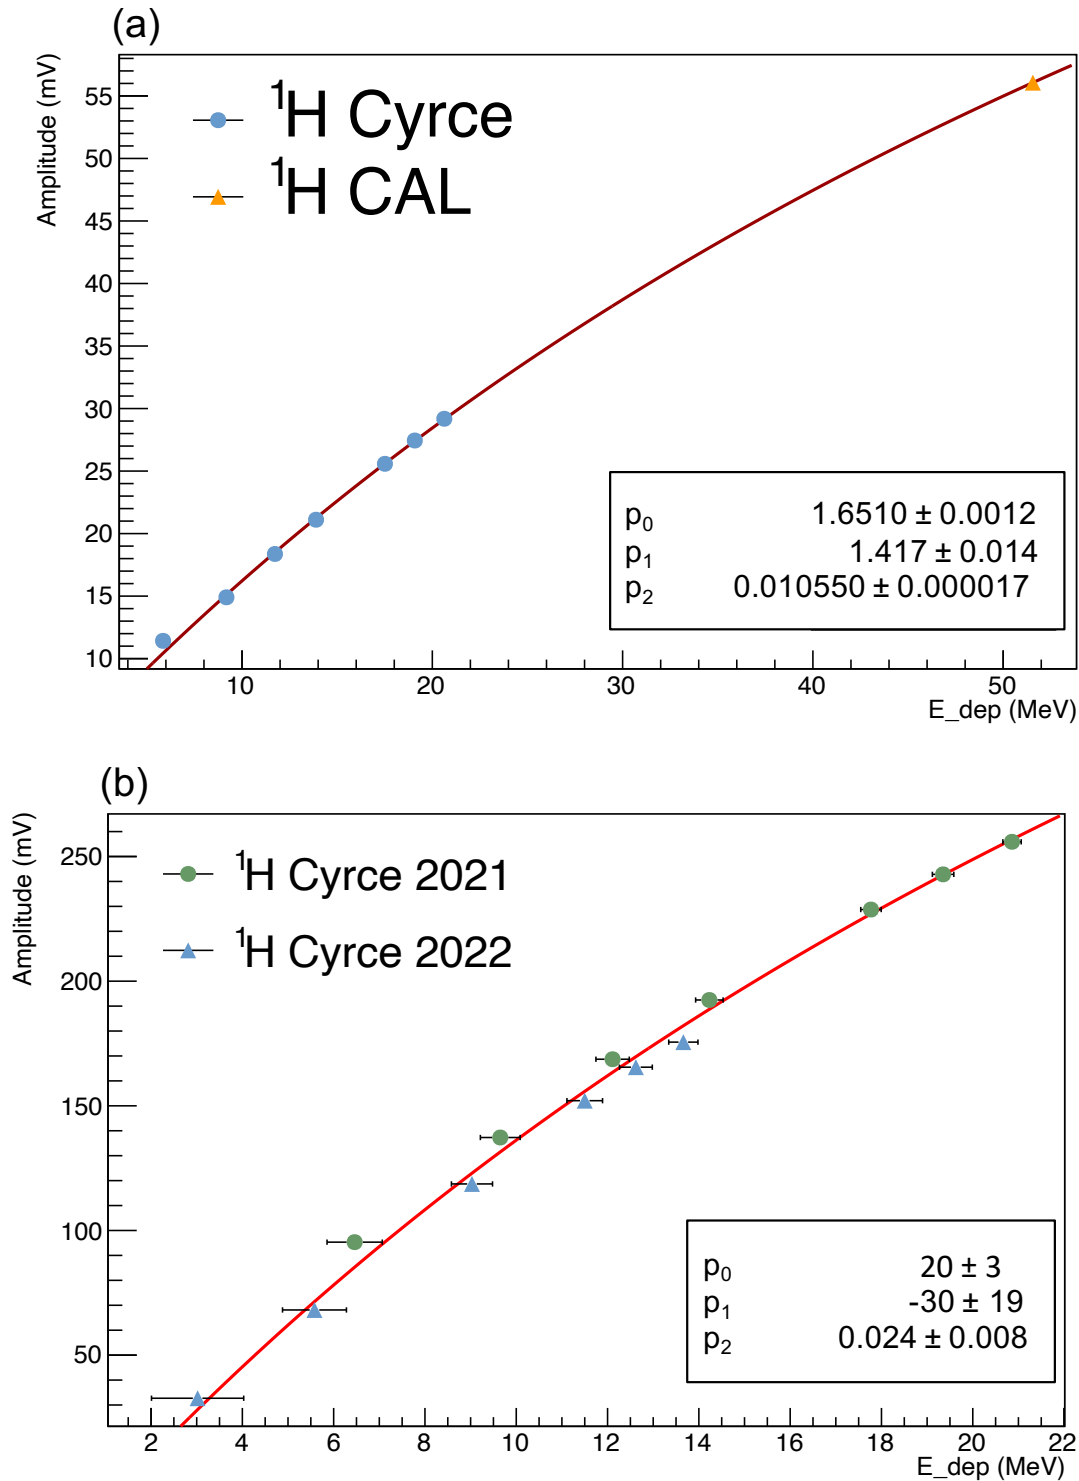 (a)
Amplitude (mV)
55
50
45
40
35
30
25
20
15
10
¹H Cyrce
¹H CAL
p₀ 1.6510 ± 0.0012
p₁ 1.417 ± 0.014
p₂ 0.010550 ± 0.000017
10 20 30 40 50
E_dep (MeV)
(b)
Amplitude (mV)
250
200
150
100
50
¹H Cyrce 2021
¹H Cyrce 2022
p₀ 20 ± 3
p₁ -30 ± 19
p₂ 0.024 ± 0.008
2 4 6 8 10 12 14 16 18 20 22
E_dep (MeV)